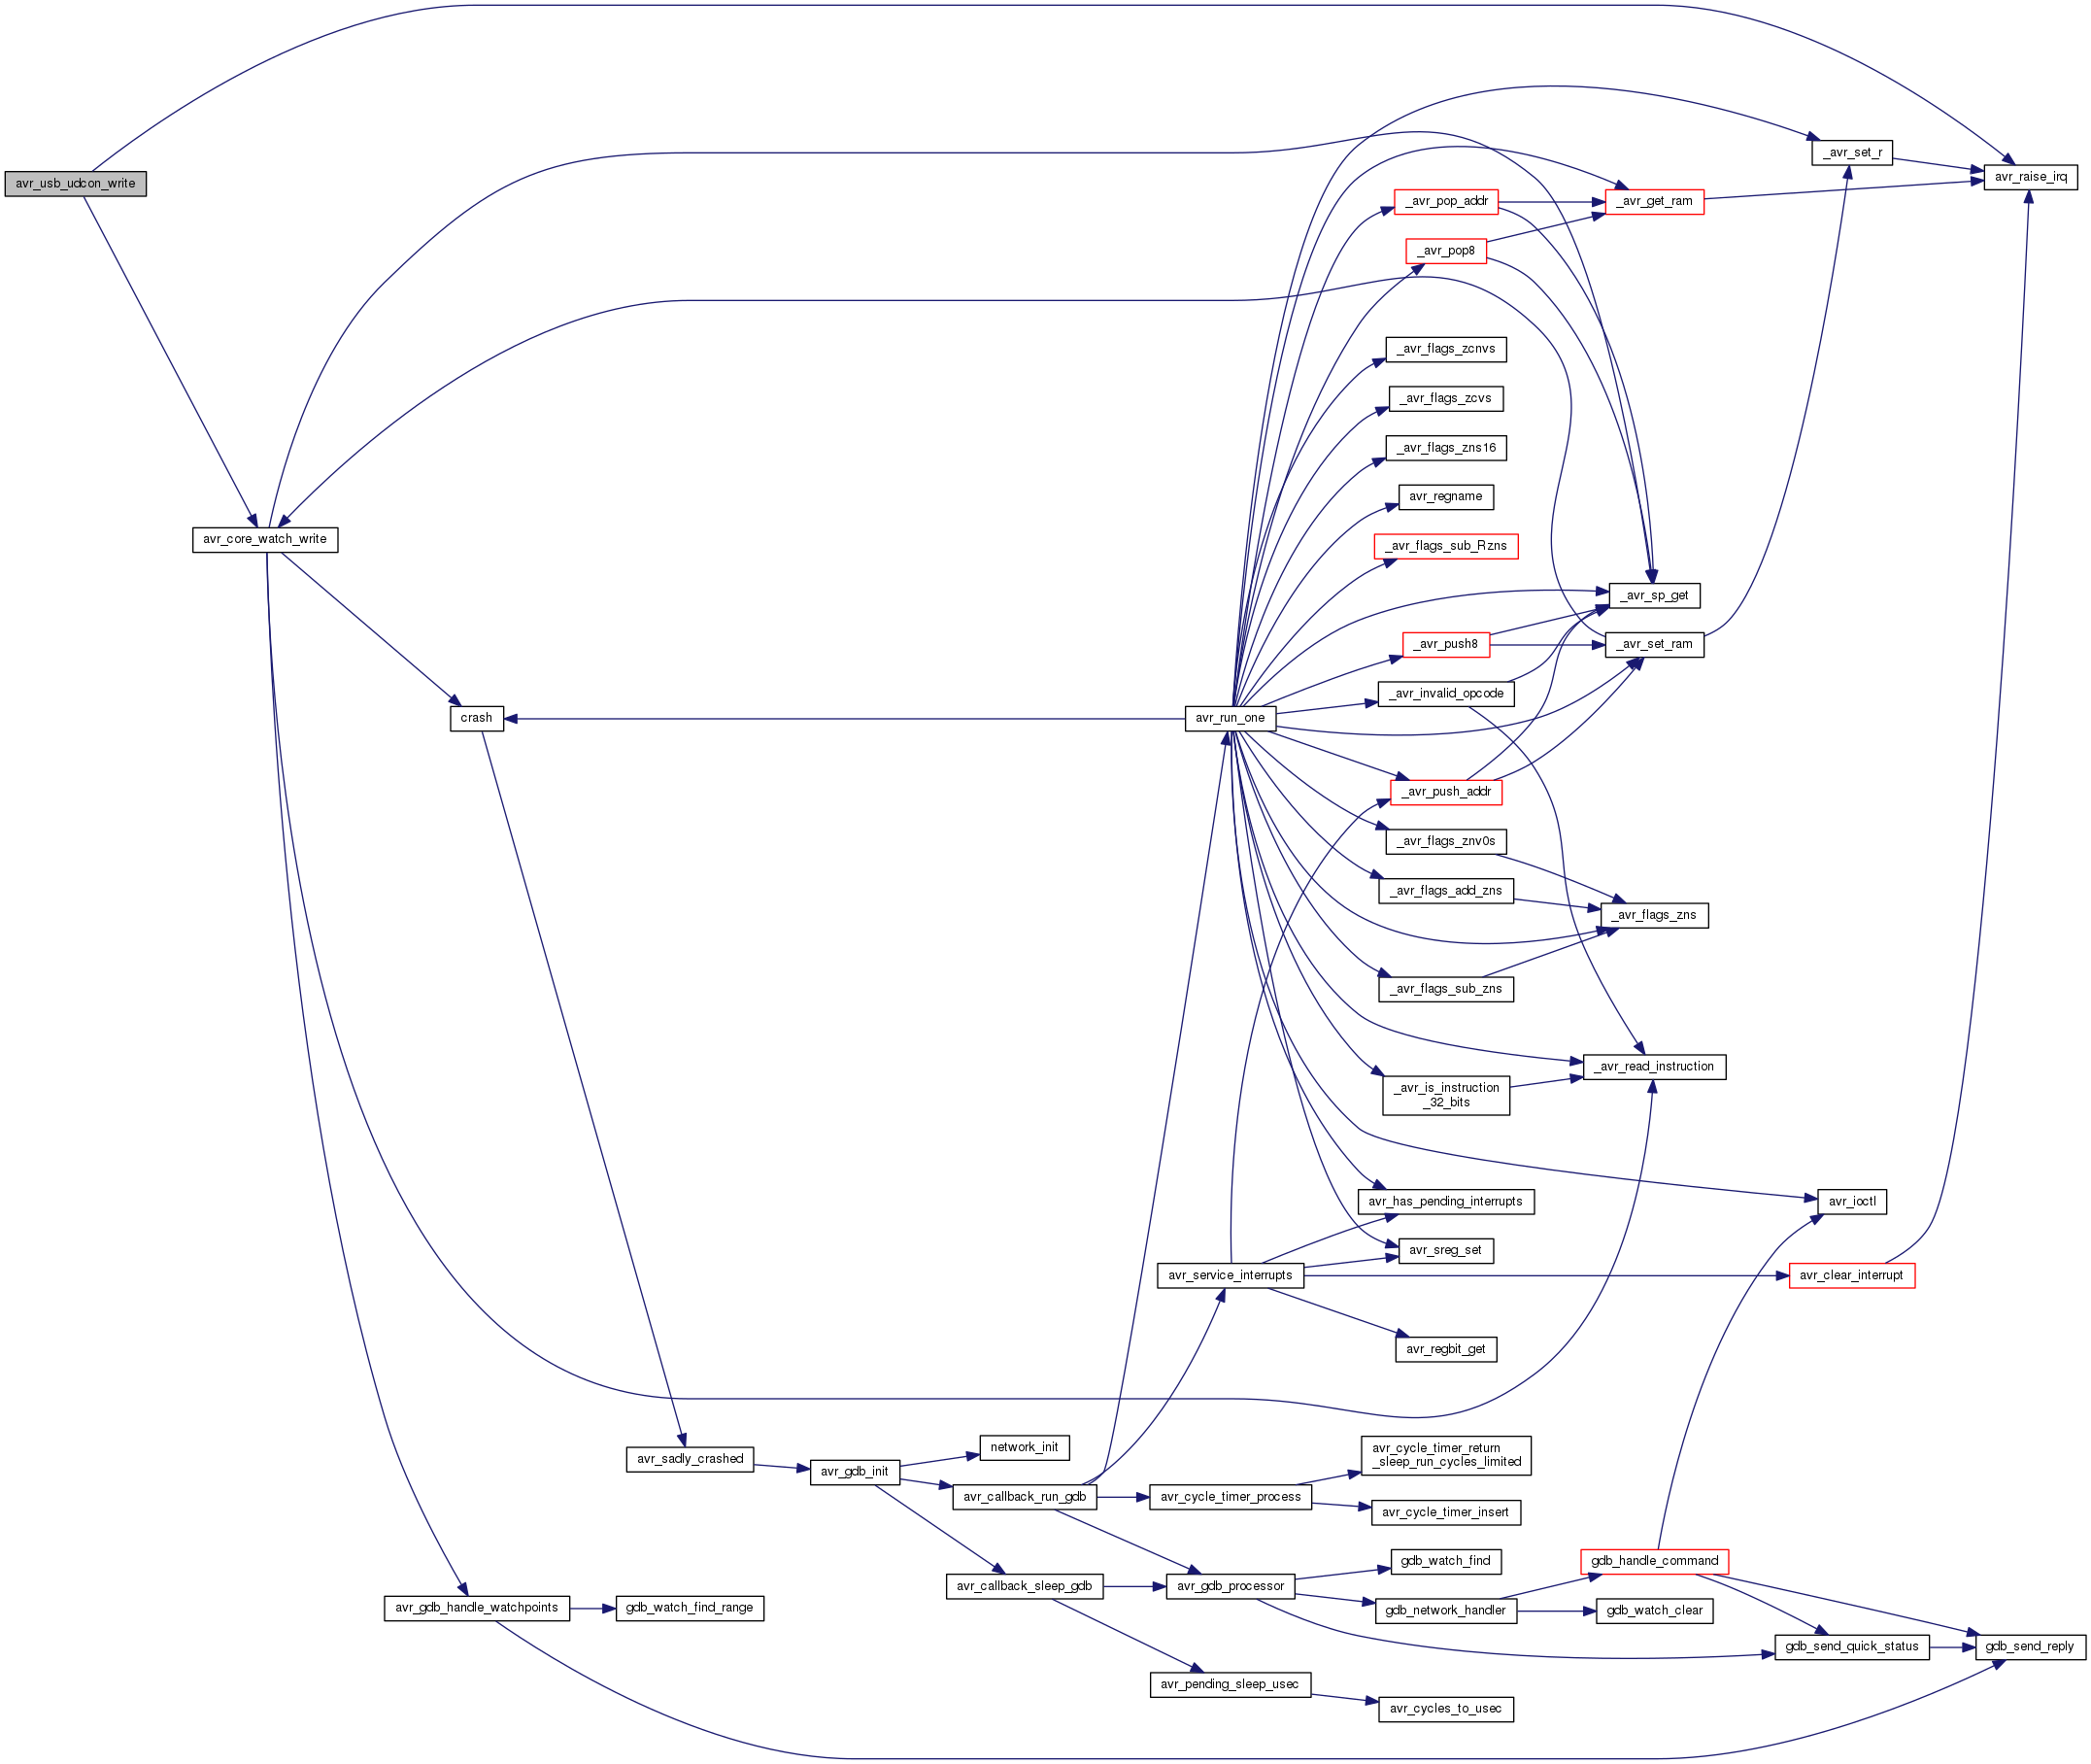 avr_usb_udcon_write
_avr_set_r
avr_raise_irq
_avr_pop_addr
_avr_get_ram
_avr_pop8
_avr_flags_zcnvs
_avr_flags_zcvs
_avr_flags_zns16
avr_regname
avr_core_watch_write
_avr_flags_sub_Rzns
_avr_sp_get
_avr_push8
_avr_set_ram
_avr_invalid_opcode
crash
avr_run_one
_avr_push_addr
_avr_flags_znv0s
_avr_flags_add_zns
_avr_flags_zns
_avr_flags_sub_zns
_avr_read_instruction
_avr_is_instruction
_32_bits
avr_has_pending_interrupts
avr_ioctl
avr_sreg_set
avr_service_interrupts
avr_clear_interrupt
avr_regbit_get
network_init
avr_cycle_timer_return
_sleep_run_cycles_limited
avr_sadly_crashed
avr_gdb_init
avr_callback_run_gdb
avr_cycle_timer_process
avr_cycle_timer_insert
gdb_watch_find
gdb_handle_command
avr_callback_sleep_gdb
avr_gdb_processor
avr_gdb_handle_watchpoints
gdb_watch_find_range
gdb_network_handler
gdb_watch_clear
gdb_send_quick_status
gdb_send_reply
avr_pending_sleep_usec
avr_cycles_to_usec